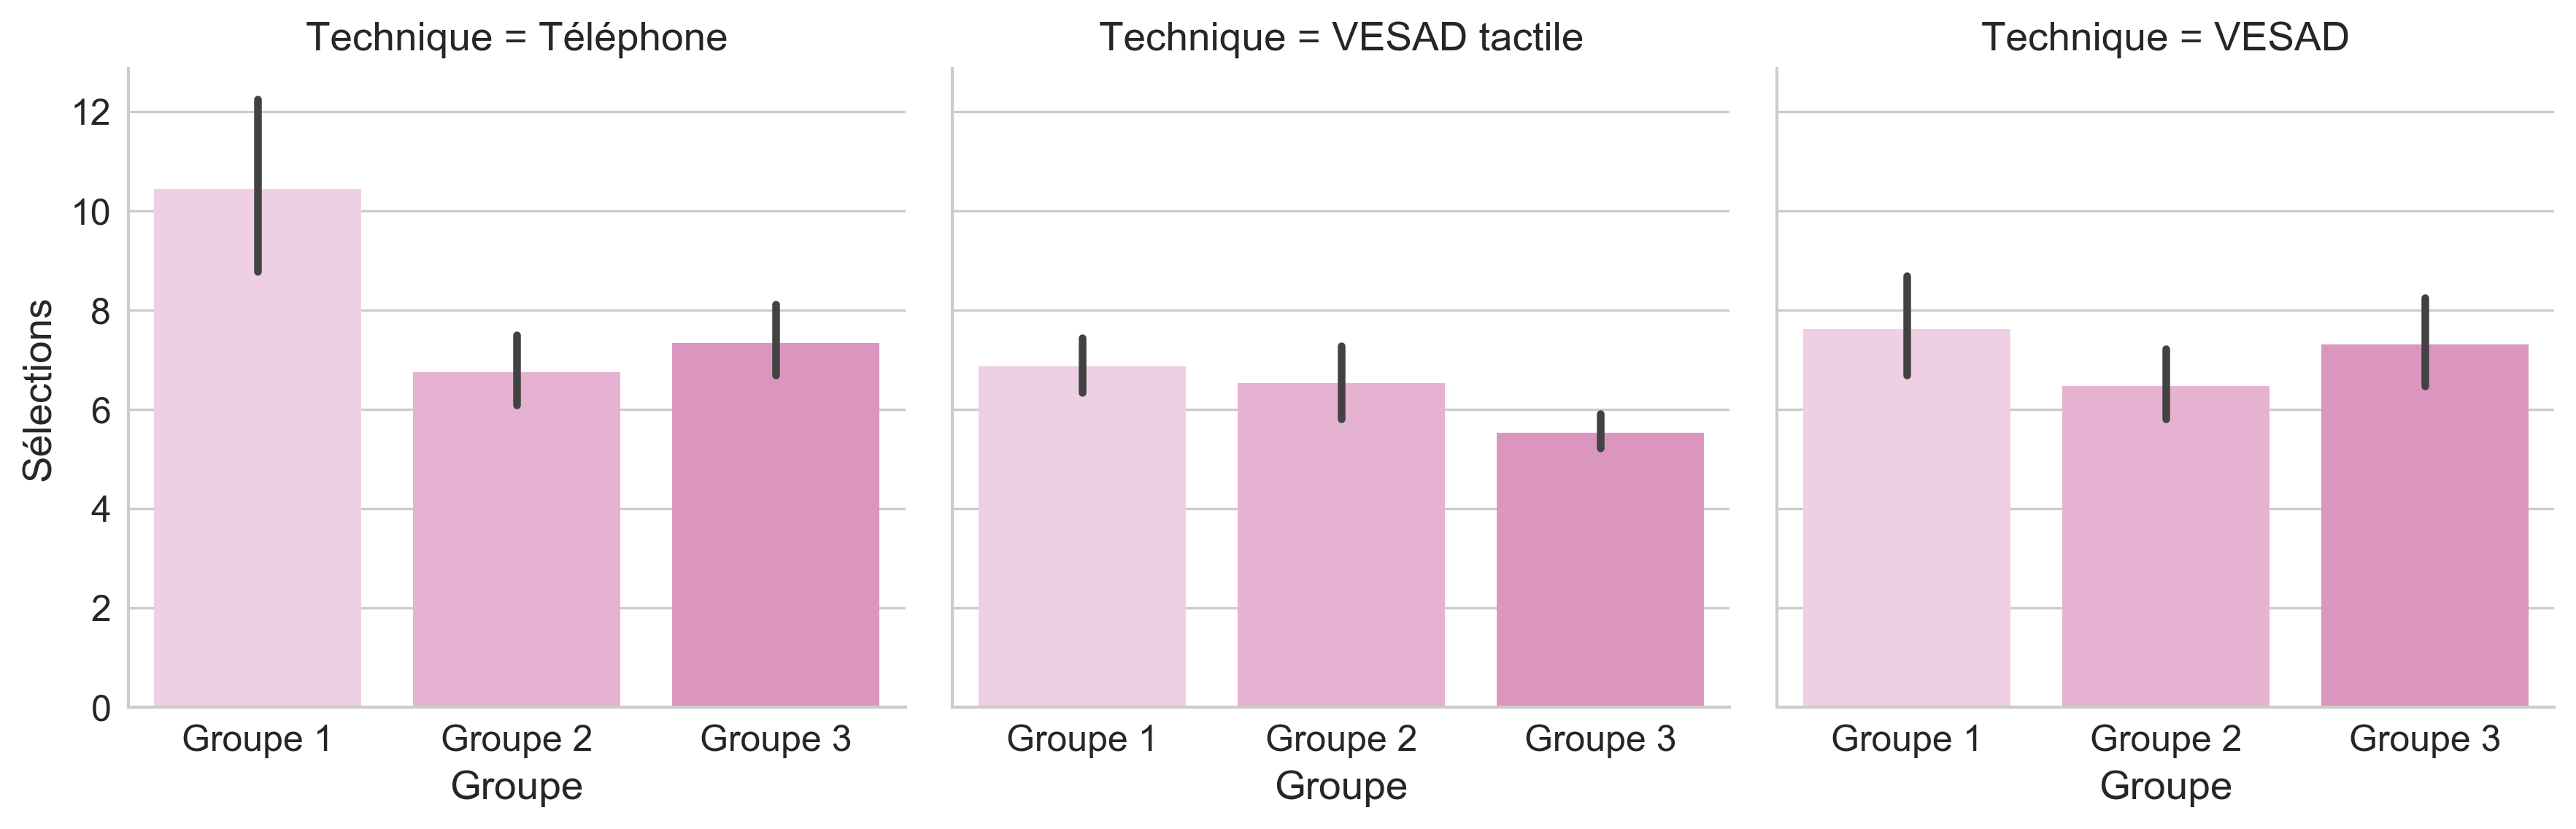 Technique = Téléphone
Technique = VESAD tactile
Technique = VESAD
Sélections
12
10
8
6
4
2
0
Groupe 1 Groupe 2 Groupe 3
Groupe 1 Groupe 2 Groupe 3
Groupe 1 Groupe 2 Groupe 3
Groupe
Groupe
Groupe